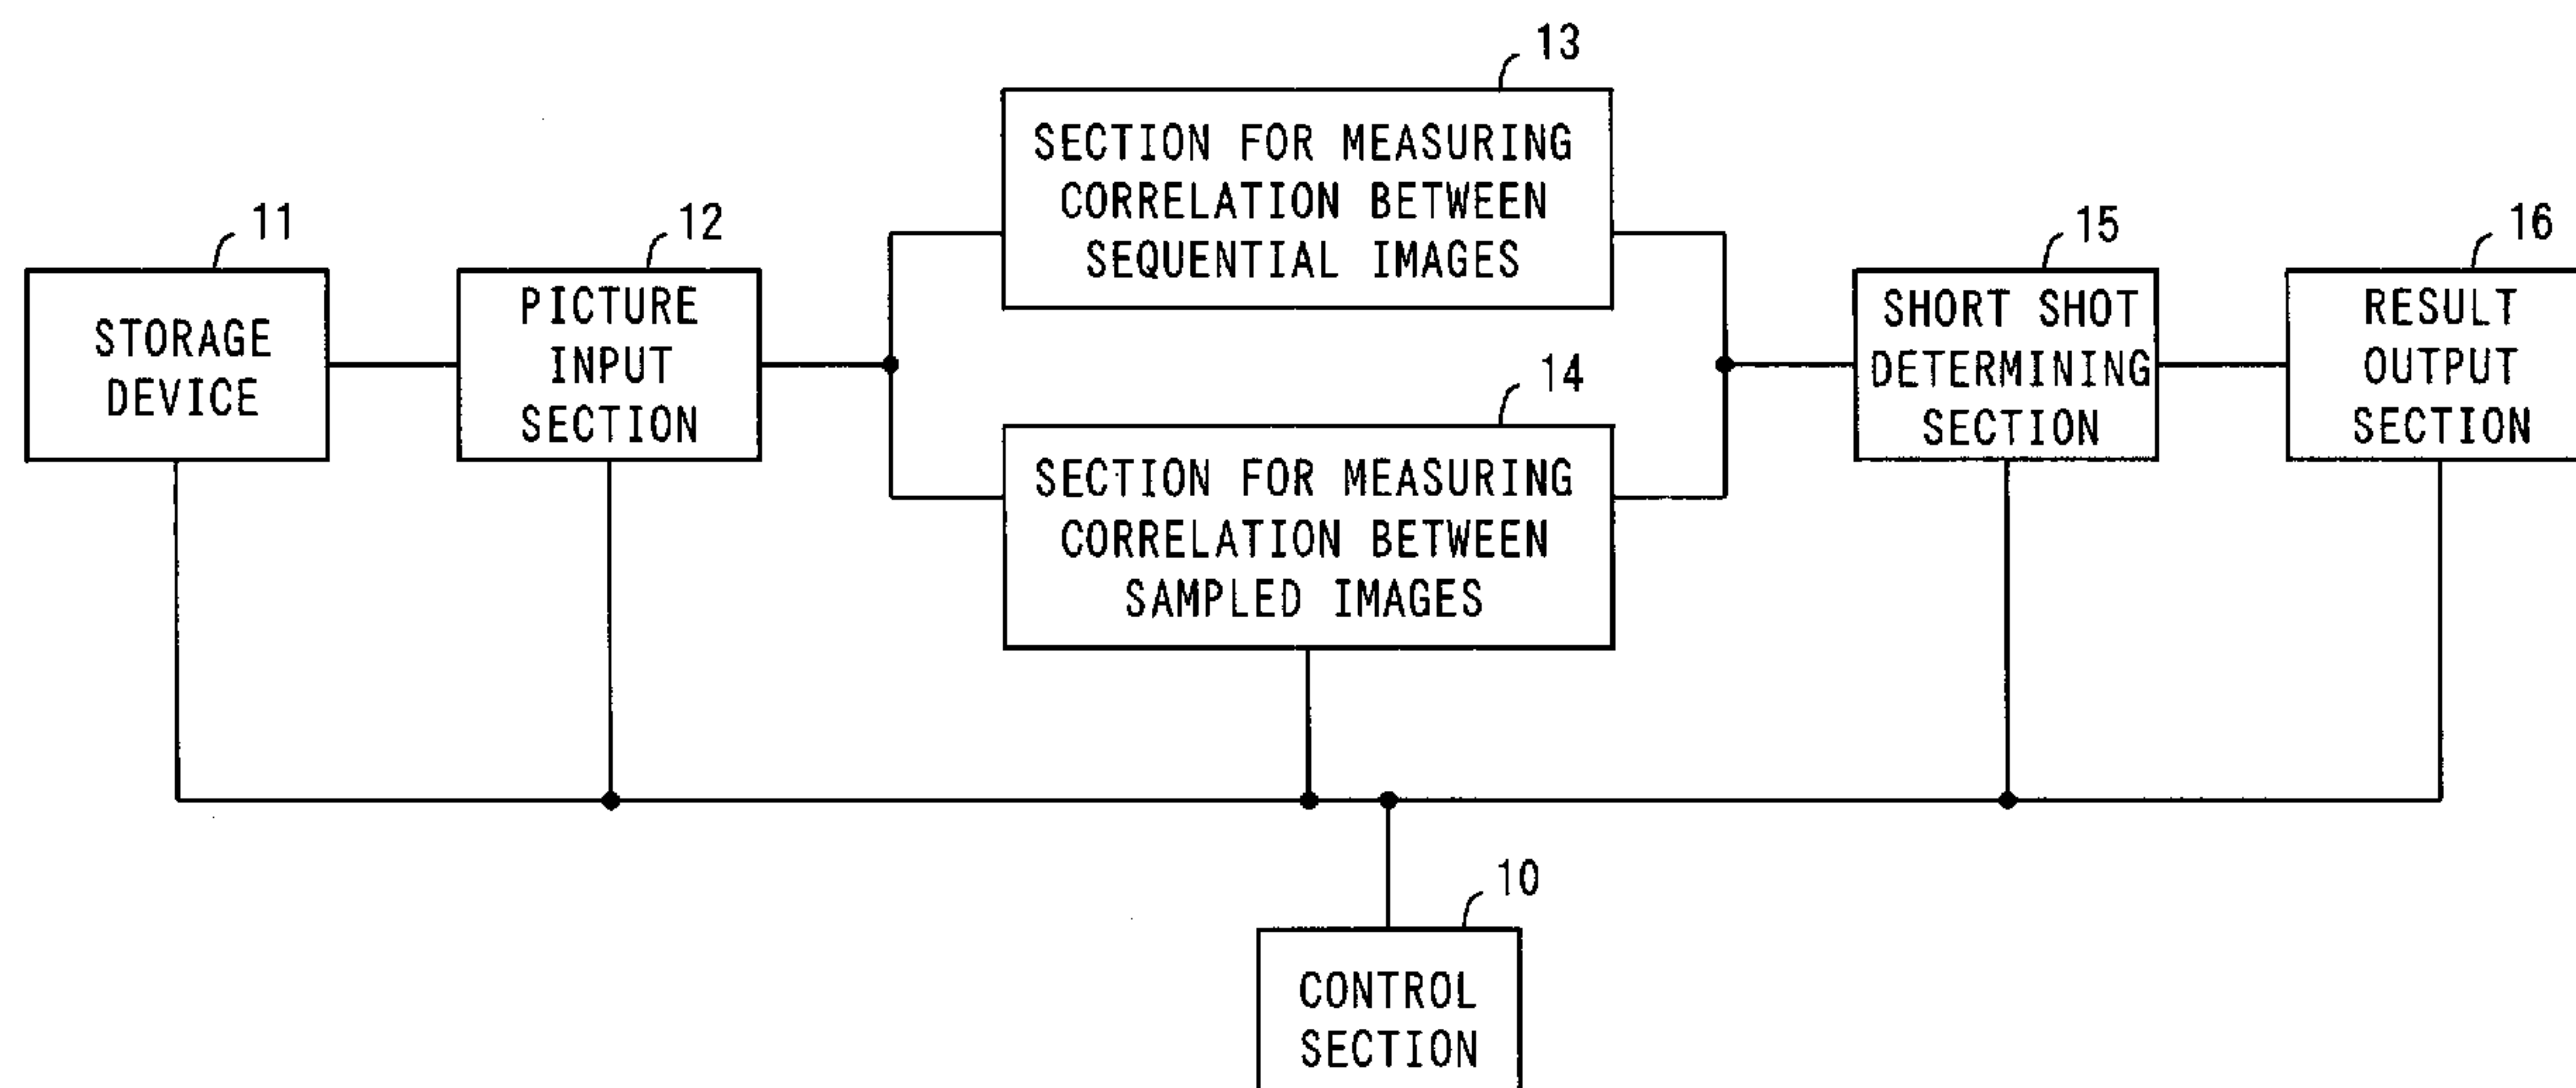 13
SECTION FOR MEASURING
CORRELATION BETWEEN
SEQUENTIAL IMAGES
11
STORAGE
DEVICE
12
PICTURE
INPUT
SECTION
14
SECTION FOR MEASURING
CORRELATION BETWEEN
SAMPLED IMAGES
15
SHORT SHOT
DETERMINING
SECTION
16
RESULT
OUTPUT
SECTION
10
CONTROL
SECTION